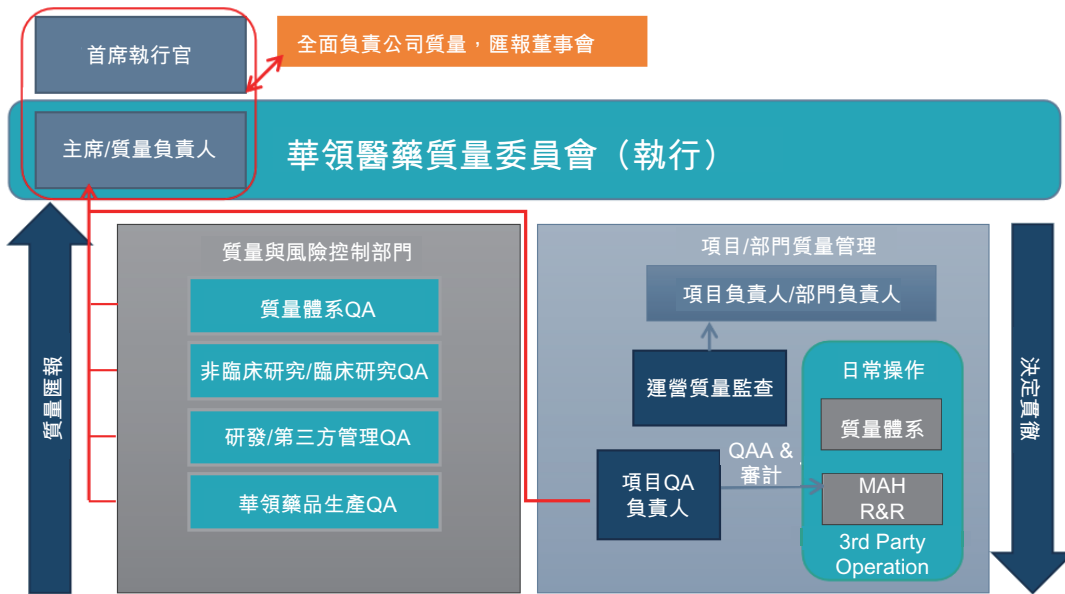 首席執行官
全面負責公司質量，匯報董事會
主席/質量負責人
華領醫藥質量委員會（執行）
質量匯報
質量與風險控制部門
質量體系QA
非臨床研究/臨床研究QA
研發/第三方管理QA
華領藥品生產QA
項目/部門質量管理
項目負責人/部門負責人
運營質量監查
項目QA
負責人
QAA &
審計
日常操作
質量體系
MAH
R&R
3rd Party
Operation
決定貫徹